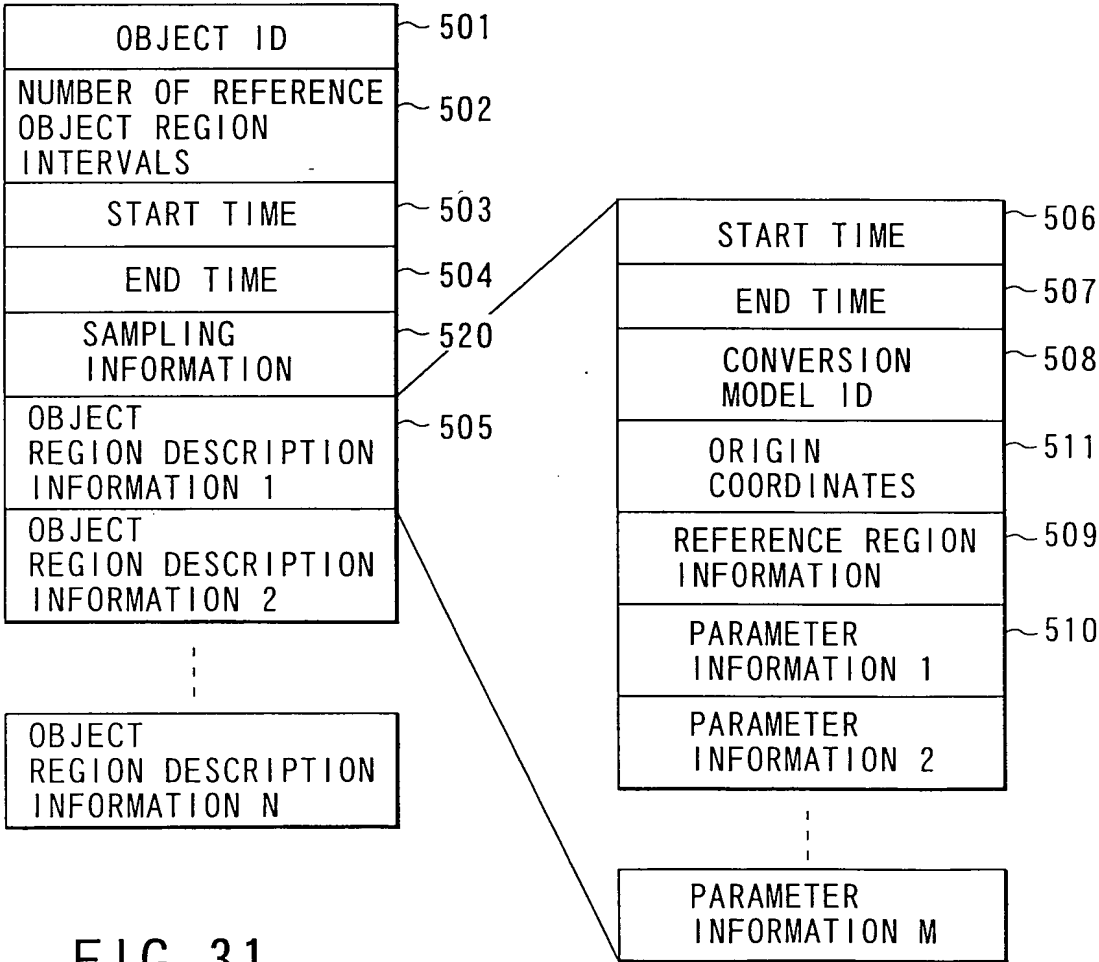 OBJECT ID
501
NUMBER OF REFERENCE
OBJECT REGION
INTERVALS
502
START TIME
503
END TIME
504
SAMPLING
INFORMATION
520
OBJECT
REGION DESCRIPTION
INFORMATION 1
505
OBJECT
REGION DESCRIPTION
INFORMATION 2
OBJECT
REGION DESCRIPTION
INFORMATION N
START TIME
506
END TIME
507
CONVERSION
MODEL ID
508
ORIGIN
COORDINATES
511
REFERENCE REGION
INFORMATION
509
PARAMETER
INFORMATION 1
510
PARAMETER
INFORMATION 2
PARAMETER
INFORMATION M
FIG.31